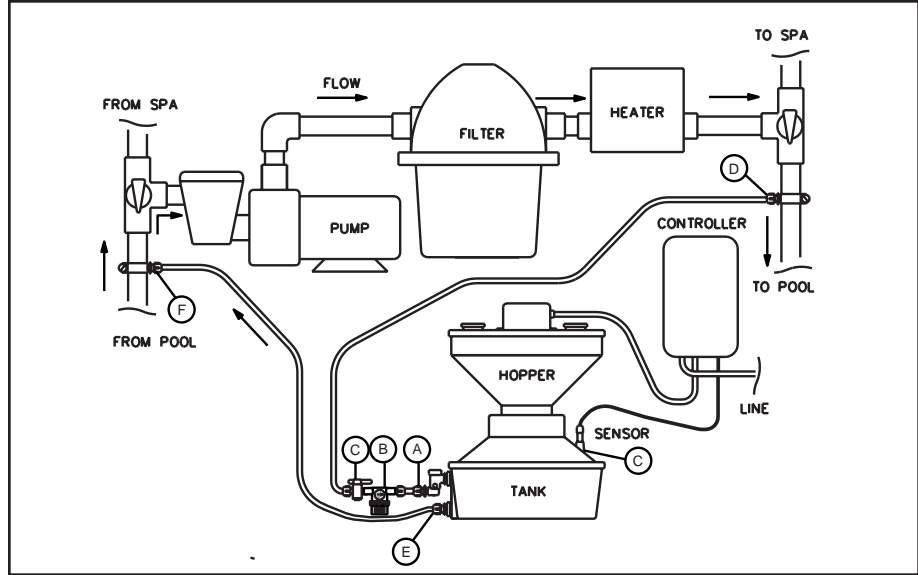 TO SPA
FLOW
FROM SPA
FILTER
HEATER
D
PUMP
CONTROLLER
F
TO POOL
FROM POOL
HOPPER
LINE
SENSOR
C
B
A
C
TANK
E